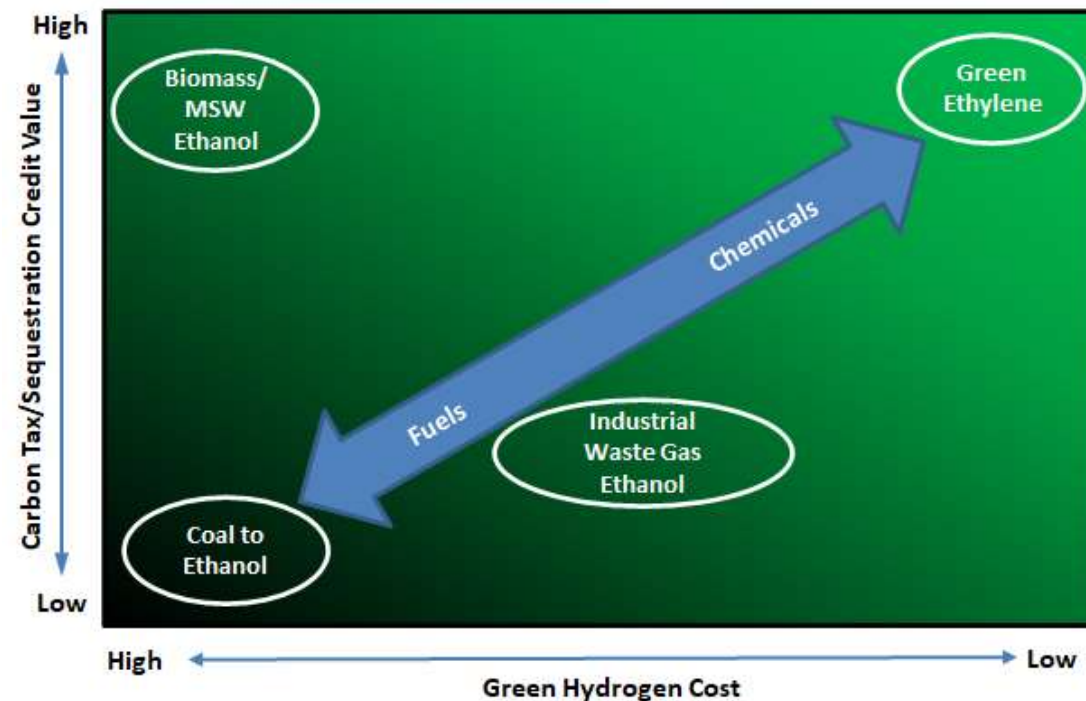 High
Carbon Tax/Sequestration Credit Value
Low
Biomass/
MSW
Ethanol
Green
Ethylene
Chemicals
Fuels
Industrial
Waste Gas
Ethanol
Coal to
Ethanol
High
Low
Green Hydrogen Cost